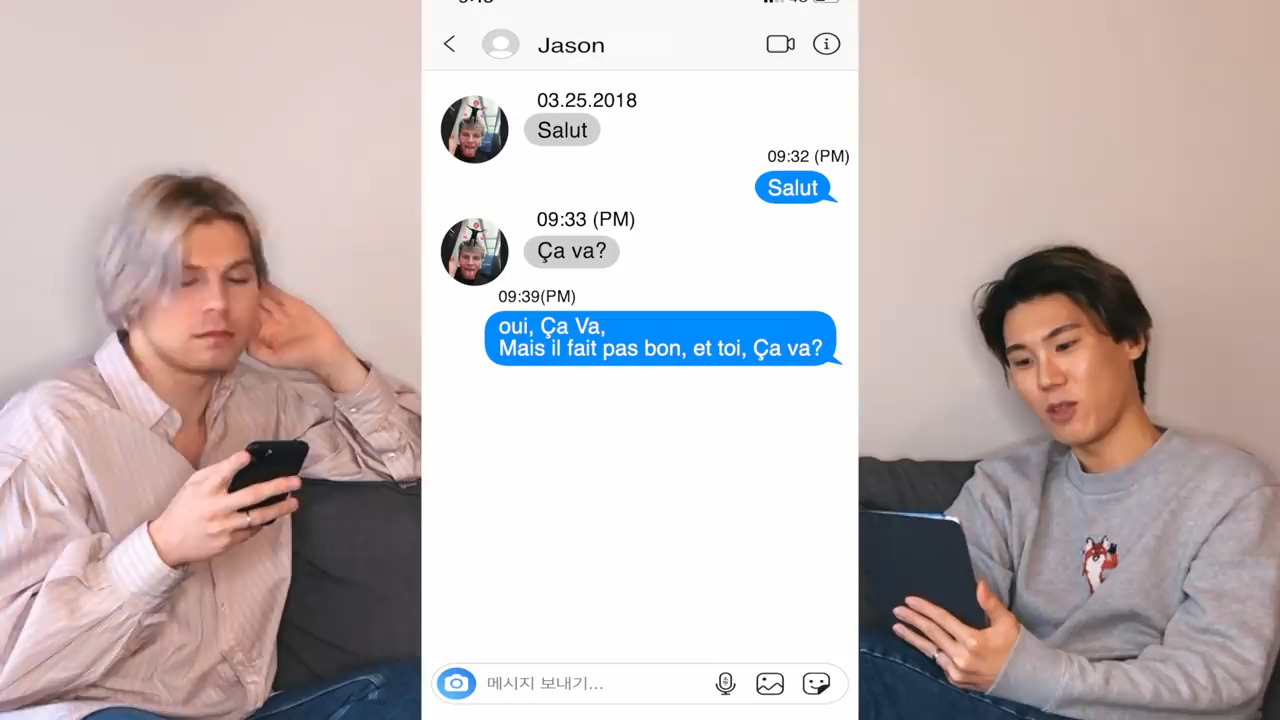 Jason
03.25.2018
Salut
09:32 (PM)
Salut
09:33 (PM)
Ça va?
09:39(PM)
oui, Ça Va,
Mais il fait pas bon, et toi, Ça va?
메시지 보내기...